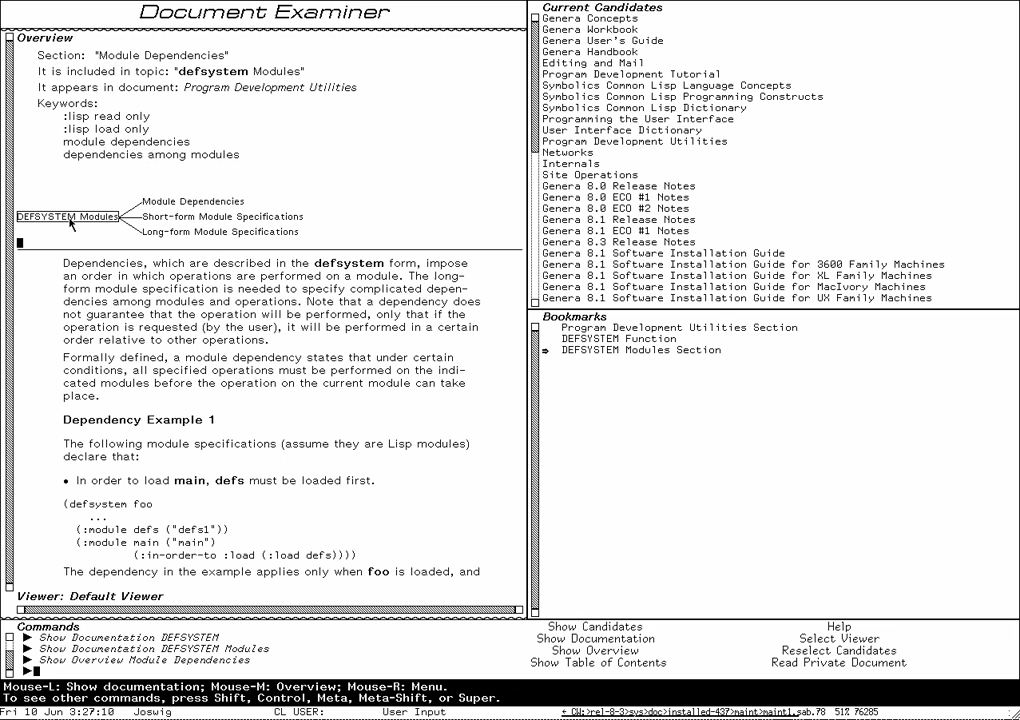 Document Examiner
Overview
Section: "Module Dependencies"
It is included in topic: "defsystem Modules"
It appears in document: Program Development Utilities
Keywords:
:lisp read only
:lisp load only
module dependencies
dependencies among modules
Module Dependencies
DEFSYSTEM Modules
Short-form Module Specifications
Long-form Module Specifications
Dependencies, which are described in the defsystem form, impose
an order in which operations are performed on a module. The long-
form module specification is needed to specify complicated depen-
dencies among modules and operations. Note that a dependency does
not guarantee that the operation will be performed, only that if the
operation is requested (by the user), it will be performed in a certain
order relative to other operations.
Formally defined, a module dependency states that under certain
conditions, all specified operations must be performed on the indi-
cated modules before the operation on the current module can take
place.
Dependency Example 1
The following module specifications (assume they are Lisp modules)
declare that:
• In order to load main, defs must be loaded first.
(defsystem foo
...
(:module defs ("defs1"))
(:module main ("main")
(:in-order-to :load (:load defs))))
The dependency in the example applies only when foo is loaded, and
Viewer: Default Viewer
Current Candidates
Genera Concepts
Genera Workbook
Genera User's Guide
Genera Handbook
Editing and Mail
Program Development Tutorial
Symbolics Common Lisp Language Concepts
Symbolics Common Lisp Programming Constructs
Symbolics Common Lisp Dictionary
Programming the User Interface
User Interface Dictionary
Program Development Utilities
Networks
Internals
Site Operations
Genera 8.0 Release Notes
Genera 8.0 ECO #1 Notes
Genera 8.0 ECO #2 Notes
Genera 8.1 Release Notes
Genera 8.1 ECO #1 Notes
Genera 8.3 Release Notes
Genera 8.1 Software Installation Guide
Genera 8.1 Software Installation Guide for 3600 Family Machines
Genera 8.1 Software Installation Guide for XL Family Machines
Genera 8.1 Software Installation Guide for MacIvory Machines
Genera 8.1 Software Installation Guide for UX Family Machines
Bookmarks
Program Development Utilities Section
DEFSYSTEM Function
DEFSYSTEM Modules Section
Commands
Show Documentation DEFSYSTEM
Show Documentation DEFSYSTEM Modules
Show Overview Module Dependencies
Show Candidates Help
Show Documentation Select Viewer
Show Overview Reselect Candidates
Show Table of Contents Read Private Document
Mouse-L: Show documentation; Mouse-M: Overview; Mouse-R: Menu.
To see other commands, press Shift, Control, Meta, Meta-Shift, or Super.
Fri 10 Jun 3:27:10 Joswig CL USER: User Input ← CW:>rel-8-3>sys>doc>installed-437>maint>maint1.sab.78 51% 76285